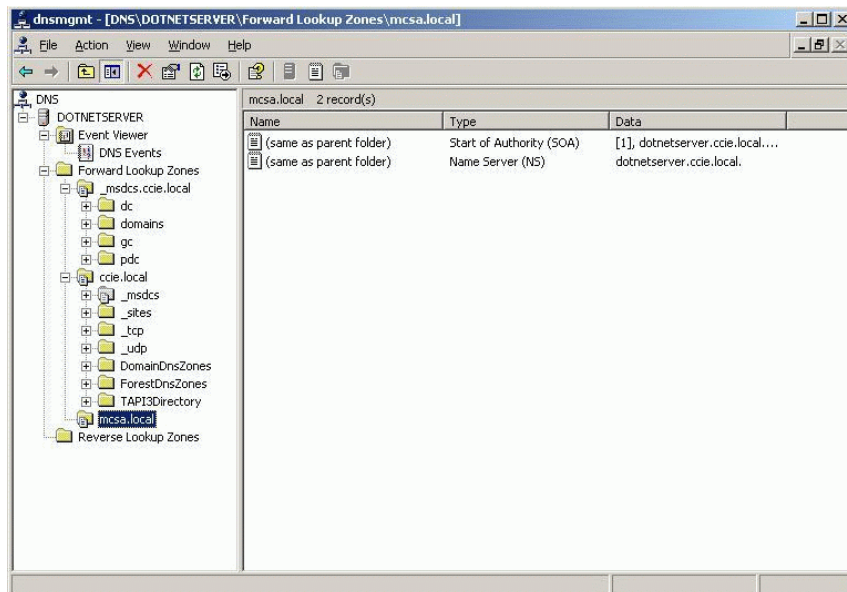 dnsmgmt - [DNS\DOTNETSERVER\Forward Lookup Zones\mcsa.local]
File Action View Window Help
DNS
DOTNETSERVER
Event Viewer
DNS Events
Forward Lookup Zones
_msdcs.ccie.local
dc
domains
gc
pdc
ccie.local
_msdcs
_sites
_tcp
_udp
DomainDnsZones
ForestDnsZones
TAPI3Directory
mcsa.local
Reverse Lookup Zones
mcsa.local 2 record(s)
Name Type Data
(same as parent folder) Start of Authority (SOA) [1], dotnetserver.ccie.local....
(same as parent folder) Name Server (NS) dotnetserver.ccie.local.